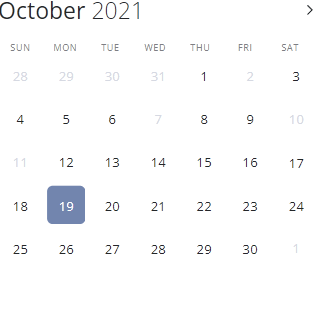 October 2021
SUN MON TUE WED THU FRI SAT
28 29 30 31 1 2 3
4 5 6 7 8 9 10
11 12 13 14 15 16 17
18 19 20 21 22 23 24
25 26 27 28 29 30 1